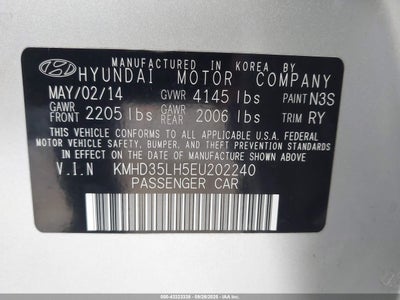 MANUFACTURED IN KOREA BY
HYUNDAI MOTOR COMPANY
MAY/02/14 GVWR 4145 lbs PAINT N3S
GAWR FRONT 2205 lbs GAWR REAR 2006 lbs TRIM RY
THIS VEHICLE CONFORMS TO ALL APPLICABLE U.S FEDERAL
MOTOR VEHICLE SAFETY, BUMPER, AND THEFT PREVENTION
STANDARDS IN EFFECT ON THE DATE OF MANUFACTURE
SHOWN ABOVE.
V.I.N KMHD35LH5EU202240
PASSENGER CAR